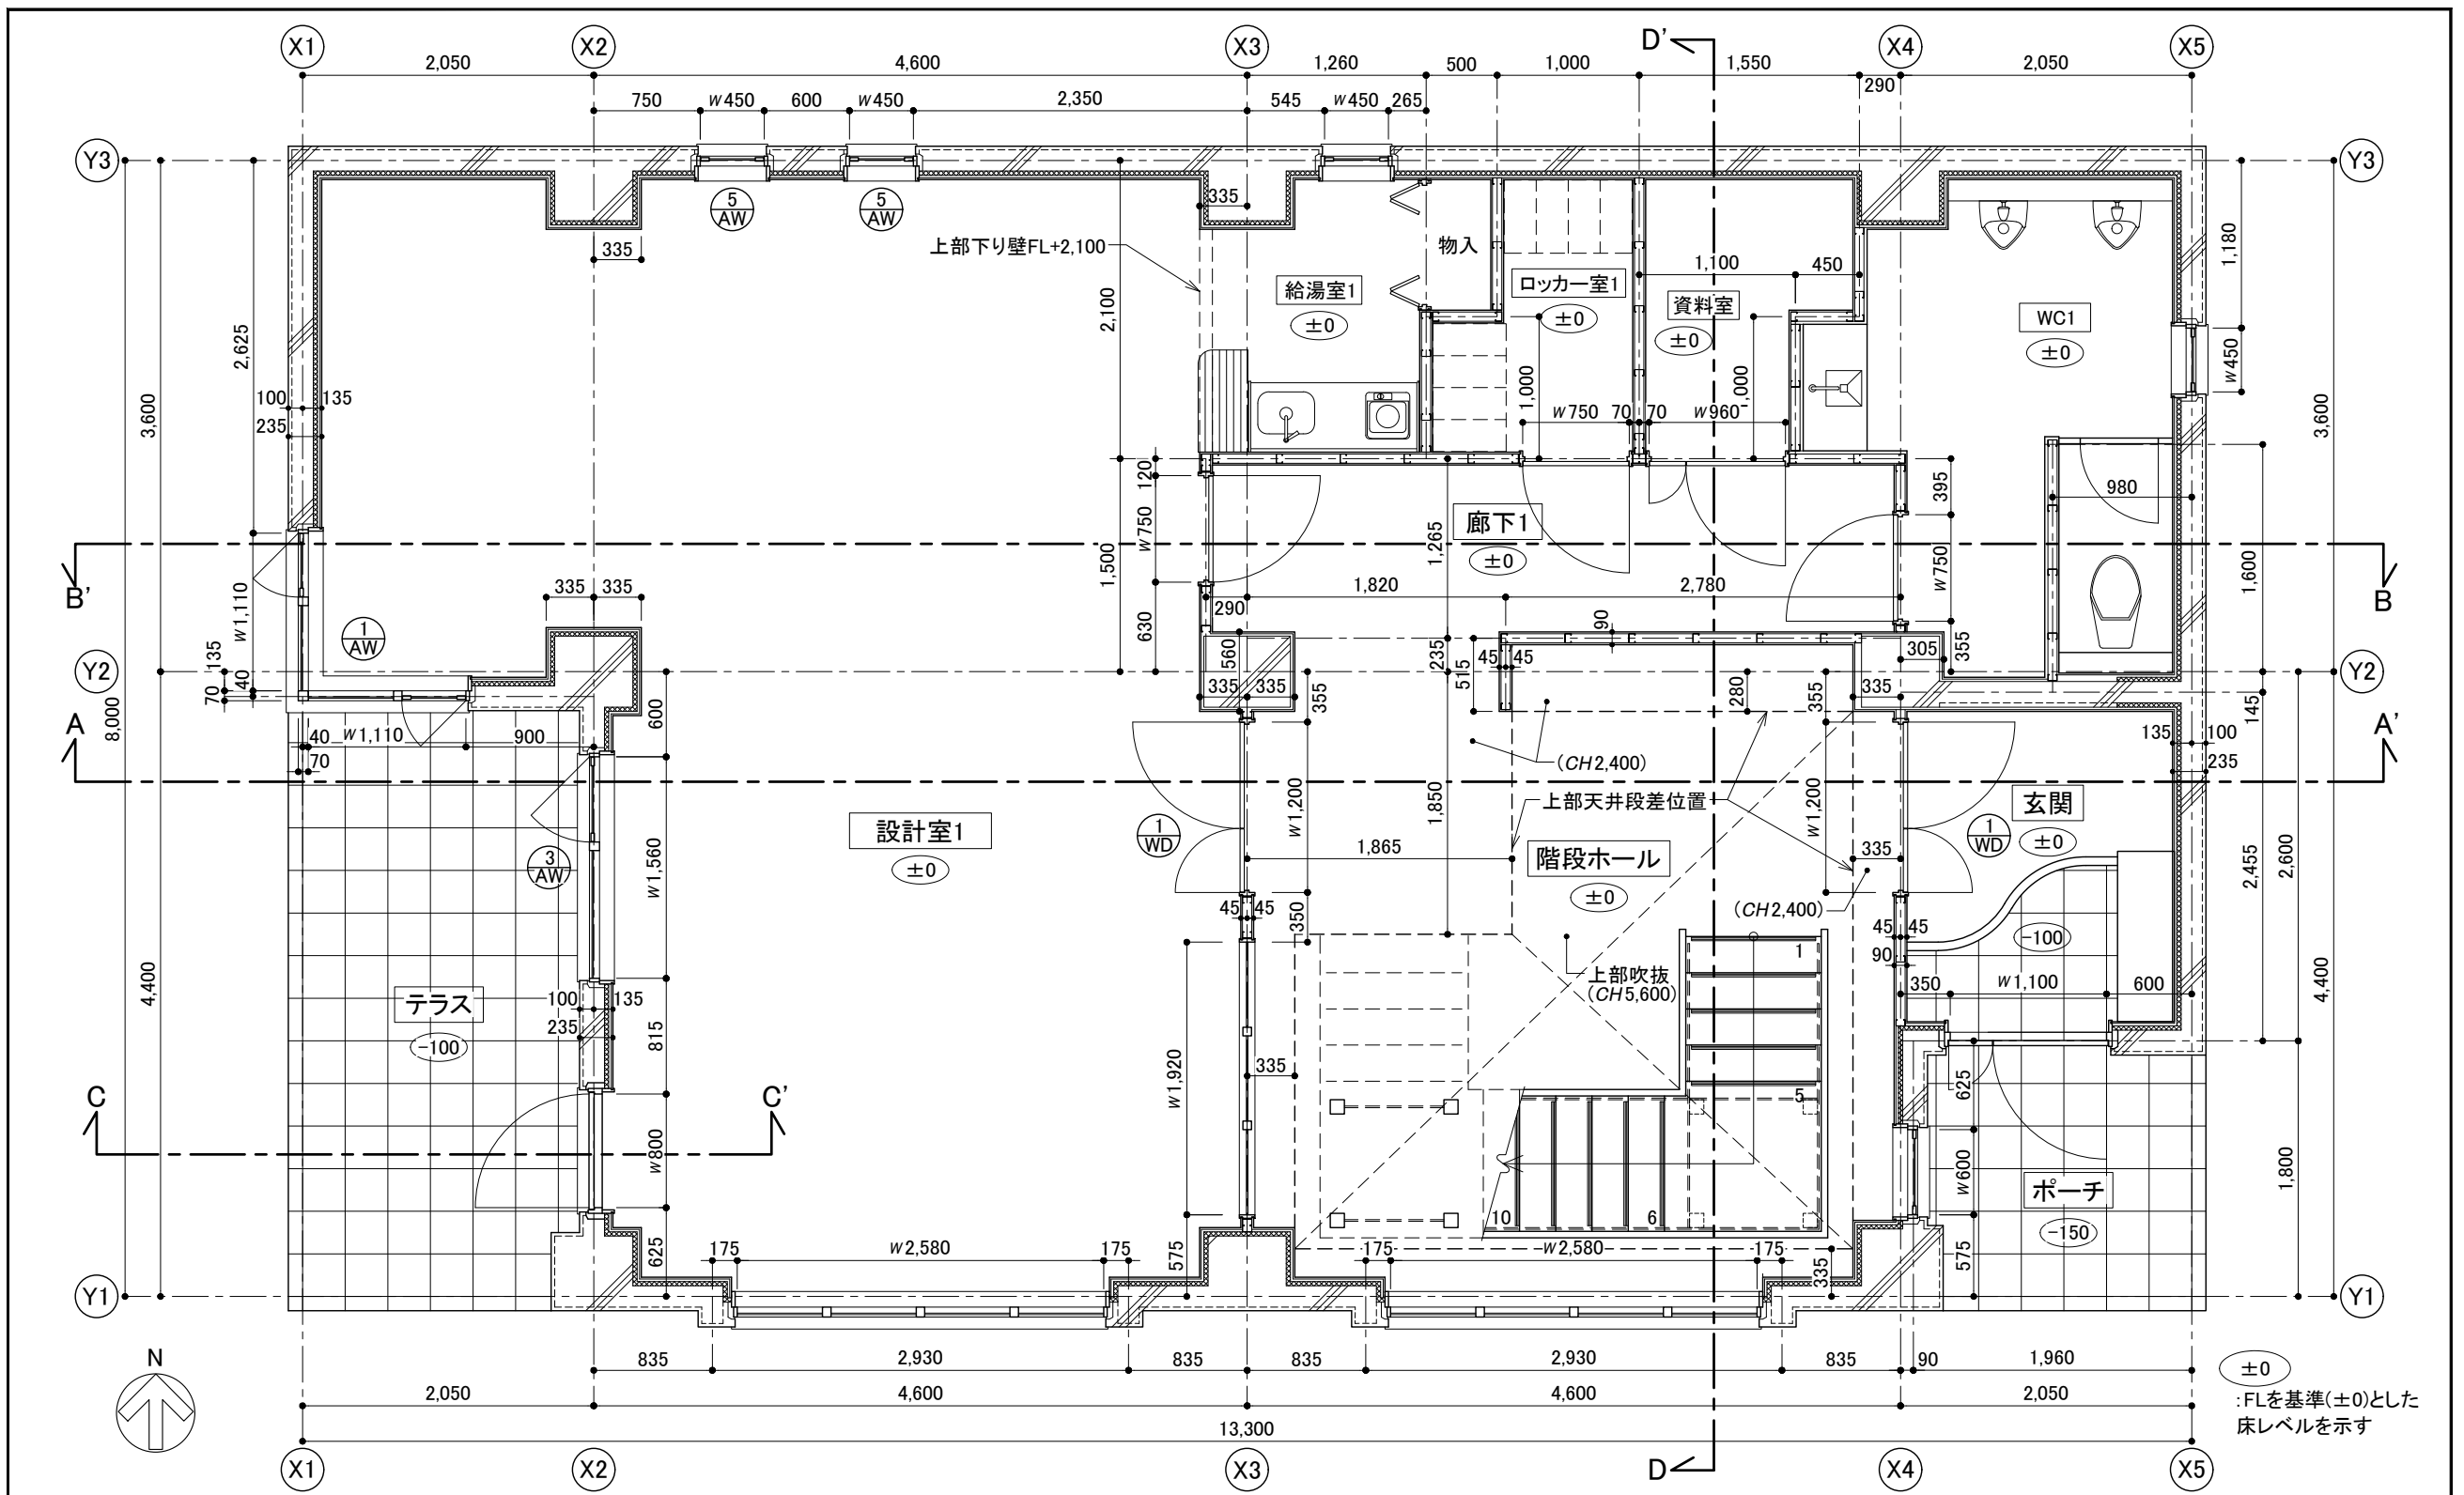 X1
X2
X3
D'
X4
X5
2,050
4,600
1,260
500
1,000
1,550
290
2,050
750
W450
600
W450
2,350
545
W450
265
Y3
Y3
5
AW
5
AW
335
335
上部下り壁FL+2,100
物入
給湯室1
±0
ロッカー室1
±0
1,100
450
資料室
±0
WC1
±0
1,180
W450
2,625
2,100
3,600
3,600
100
135
235
1,000
1,000
W750
70
70
W960
120
W750
630
1,500
廊下1
±0
1,265
235
395
W750
355
980
1,600
B'
B
W1,110
135
40
70
1
AW
335
335
290
1,820
2,780
90
560
45
45
515
280
355
335
305
335
335
355
145
Y2
Y2
8,000
A
A'
40
W1,110
900
70
600
(CH2,400)
135
100
235
上部天井段差位置
設計室1
±0
1
WD
W1,200
1,850
1,865
階段ホール
±0
W1,200
335
(CH2,400)
1
WD
玄関
±0
2,455
2,600
3
AW
W1,560
45
45
350
上部吹抜
(CH5,600)
1
45
45
90
-100
350
W1,100
600
テラス
-100
4,400
4,400
100
135
235
815
W1,920
335
5
625
C
C'
W800
10
6
W600
ポーチ
-150
1,800
625
175
W2,580
175
575
175
W2,580
175
335
575
Y1
Y1
N
835
2,930
835
835
2,930
835
90
1,960
±0
2,050
4,600
4,600
2,050
:FLを基準(±0)とした
床レベルを示す
13,300
X1
X2
X3
D
X4
X5